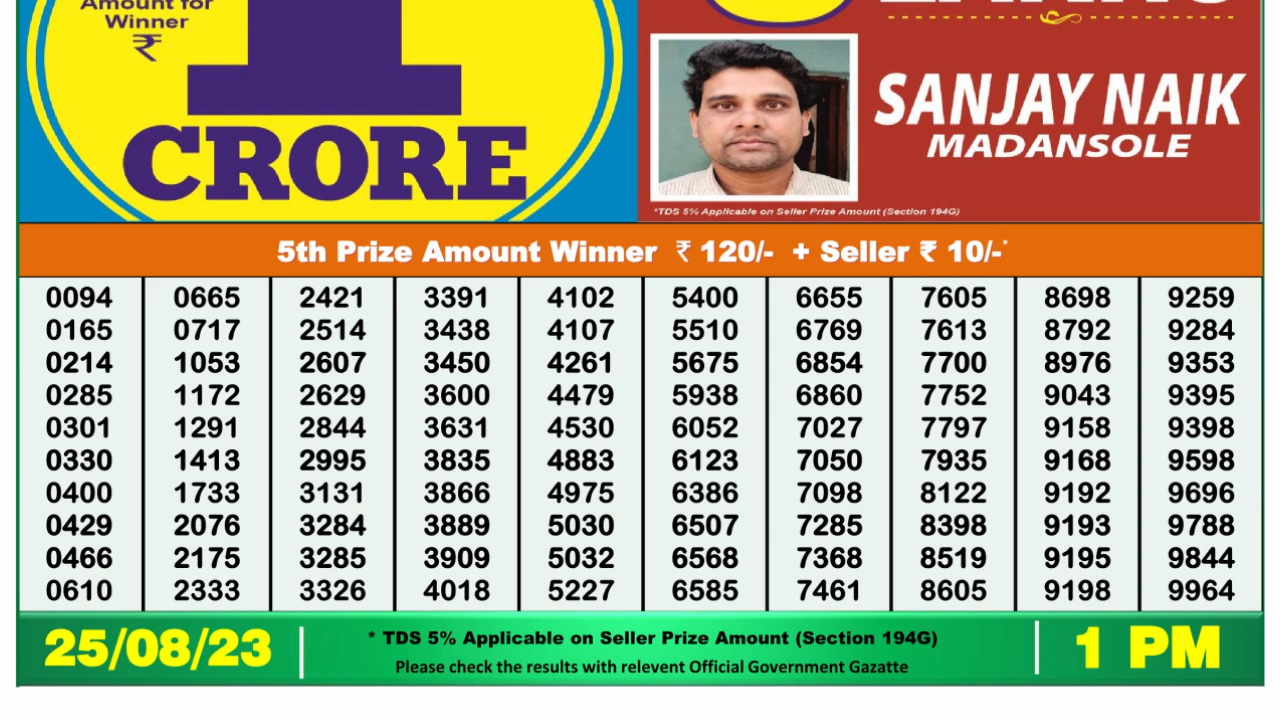 Amount for
Winner
₹
1
CRORE
SANJAY NAIK
MADANSOLE
*TDS 5% Applicable on Seller Prize Amount (Section 194G)
5th Prize Amount Winner ₹ 120/- + Seller ₹ 10/-*
0094 0665 2421 3391 4102 5400 6655 7605 8698 9259
0165 0717 2514 3438 4107 5510 6769 7613 8792 9284
0214 1053 2607 3450 4261 5675 6854 7700 8976 9353
0285 1172 2629 3600 4479 5938 6860 7752 9043 9395
0301 1291 2844 3631 4530 6052 7027 7797 9158 9398
0330 1413 2995 3835 4883 6123 7050 7935 9168 9598
0400 1733 3131 3866 4975 6386 7098 8122 9192 9696
0429 2076 3284 3889 5030 6507 7285 8398 9193 9788
0466 2175 3285 3909 5032 6568 7368 8519 9195 9844
0610 2333 3326 4018 5227 6585 7461 8605 9198 9964
25/08/23
* TDS 5% Applicable on Seller Prize Amount (Section 194G)
Please check the results with relevent Official Government Gazatte
1 PM